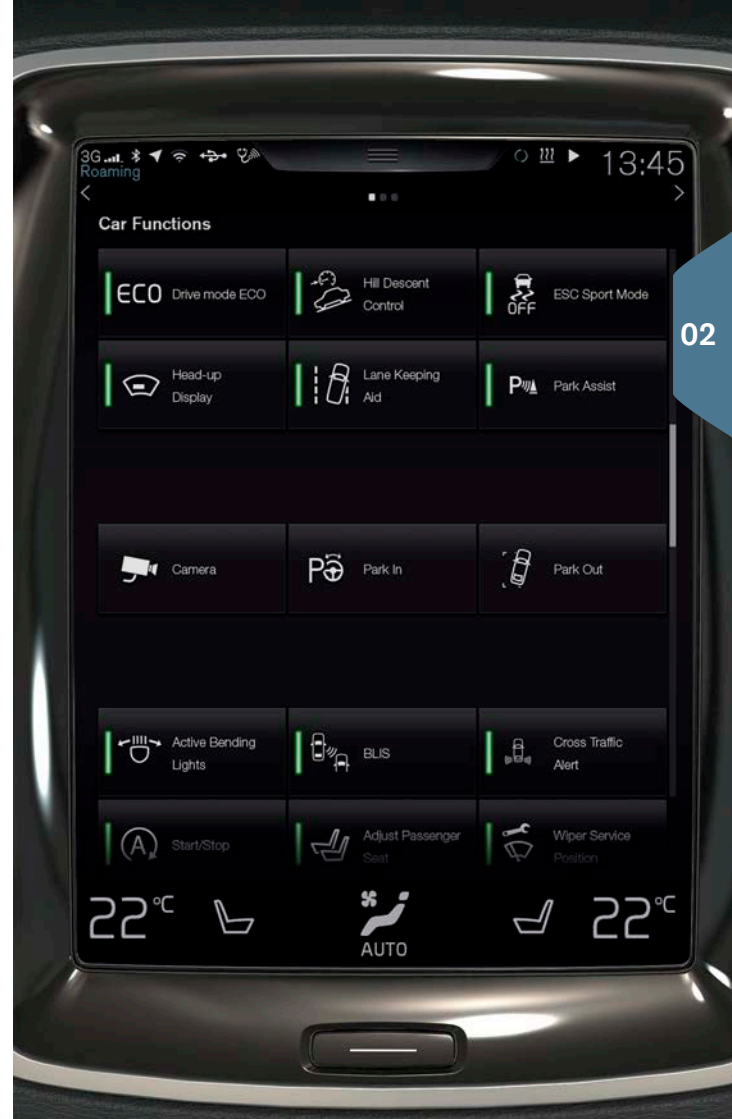 3G
13:45
Roaming
Car Functions
ECO Drive mode ECO
Hill Descent
Control
OFF
ESC Sport Mode
02
Head-up
Display
Lane Keeping
Aid
P Park Assist
Camera
P Park In
Park Out
Active Bending
Lights
BLIS
Cross Traffic
Alert
A Start/Stop
Adjust Passenger
Seat
Wiper Service
Position
22°C
22°C
AUTO